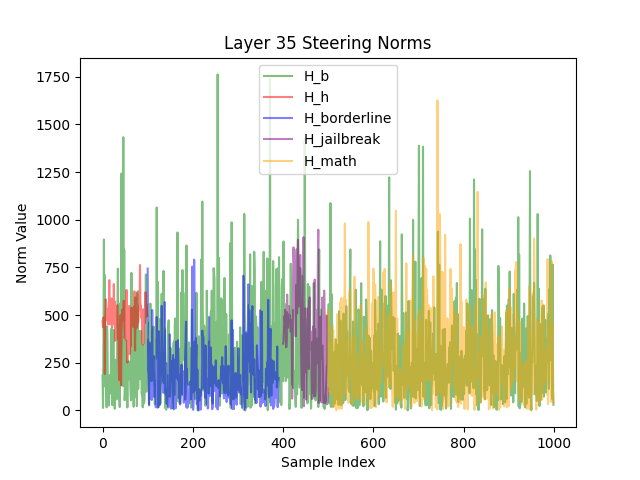 Layer 35 Steering Norms
H_b
H_h
H_borderline
H_jailbreak
H_math
Norm Value
1750
1500
1250
1000
750
500
250
0
0 200 400 600 800 1000
Sample Index